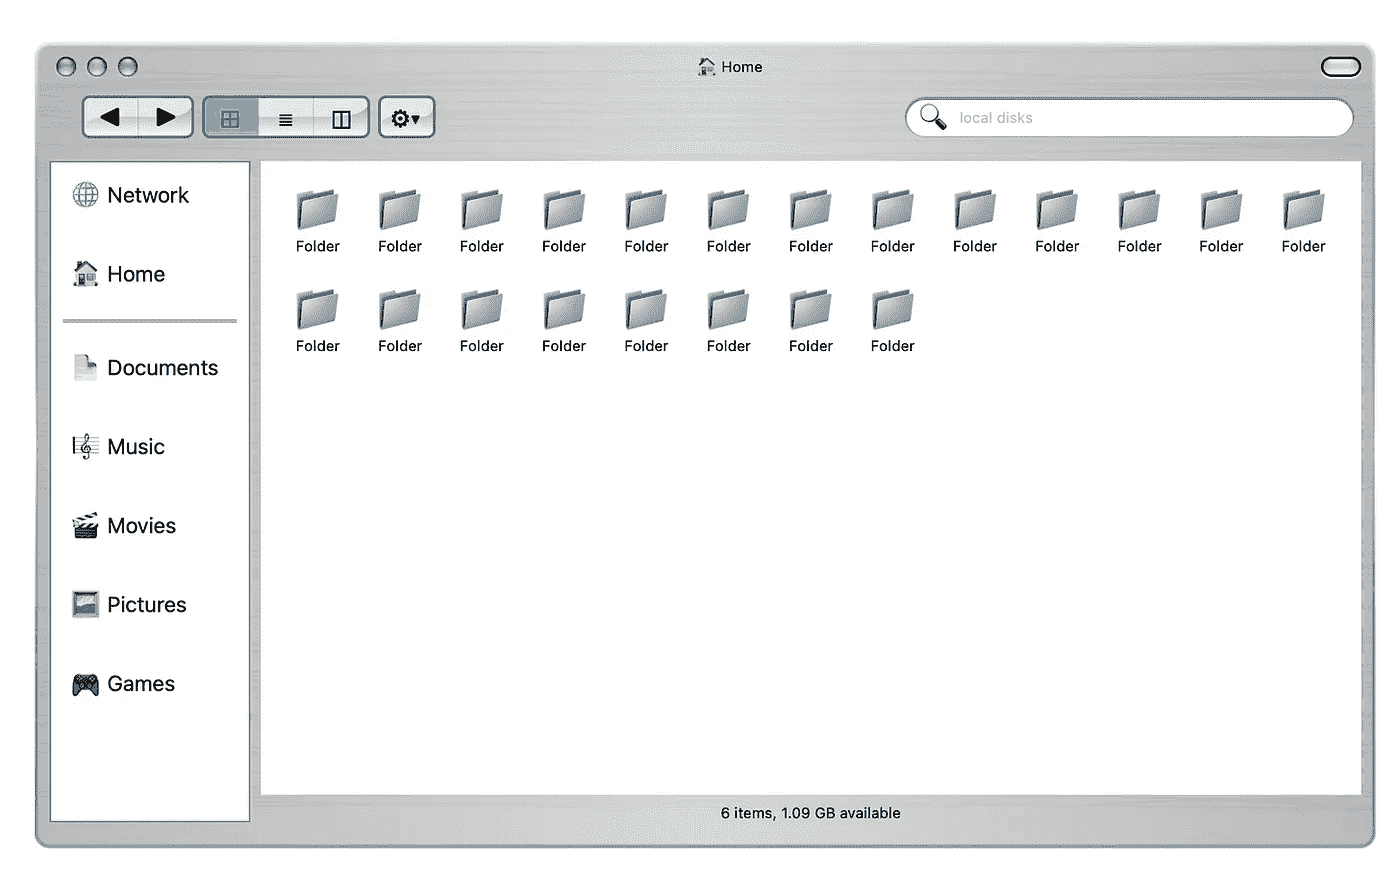 Home
local disks
Network
Home
Documents
Music
Movies
Pictures
Games
Folder Folder Folder Folder Folder Folder Folder Folder Folder Folder Folder Folder Folder
Folder Folder Folder Folder Folder Folder Folder Folder
6 items, 1.09 GB available